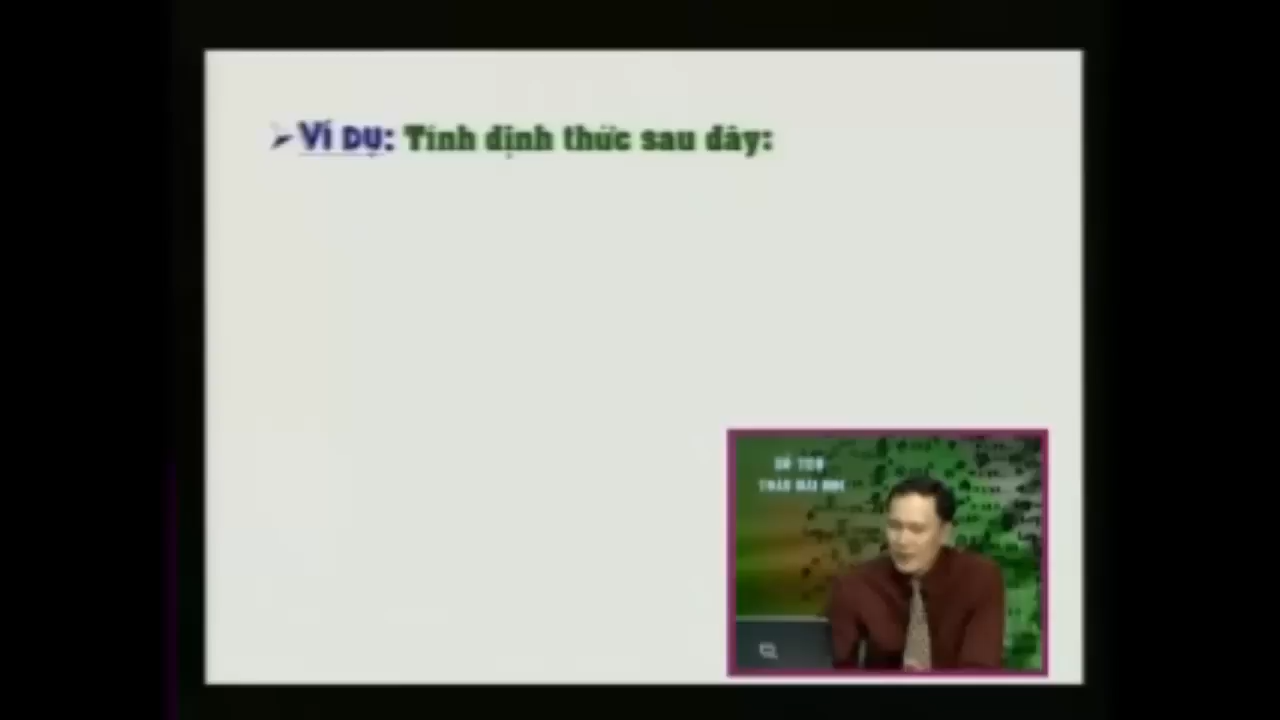 Ví Dụ: Tính định thức sau đây: